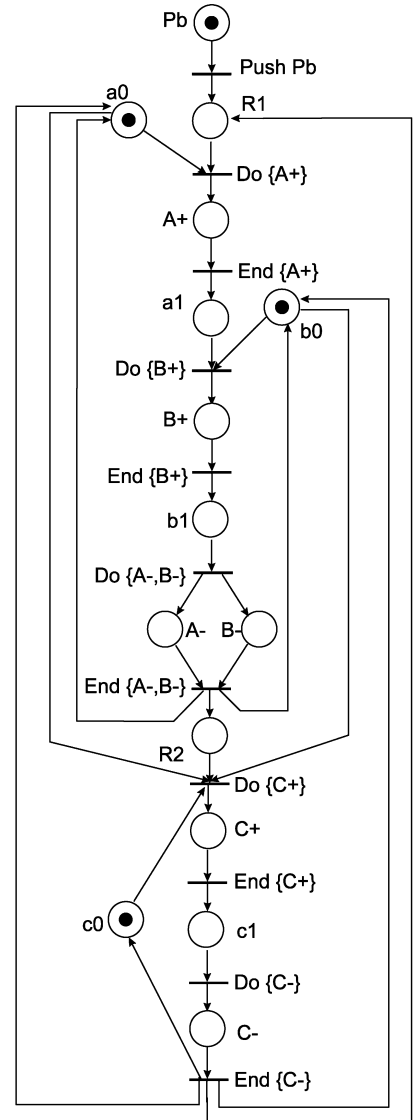 Pb
Push Pb
a0
R1
Do {A+}
A+
End {A+}
a1
b0
Do {B+}
B+
End {B+}
b1
Do {A-,B-}
A-
B-
End {A-,B-}
R2
Do {C+}
C+
End {C+}
c0
c1
Do {C-}
C-
End {C-}